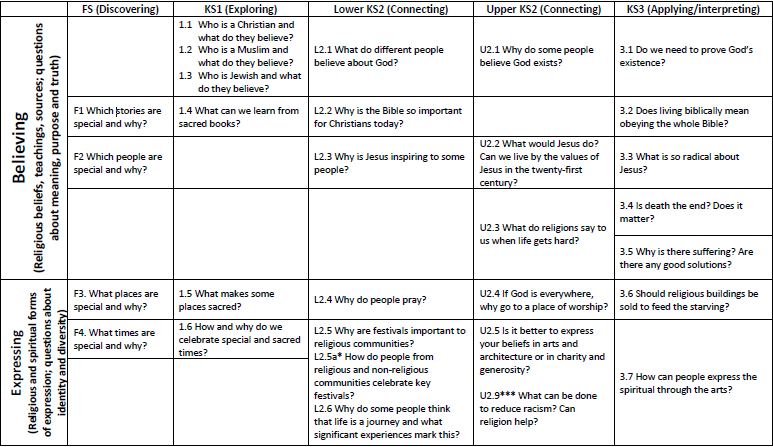 FS (Discovering)
KS1 (Exploring)
Lower KS2 (Connecting)
Upper KS2 (Connecting)
KS3 (Applying/interpreting)
Believing
(Religious beliefs, teachings, sources; questions
about meaning, purpose and truth)
1.1 Who is a Christian and
what do they believe?
1.2 Who is a Muslim and
what do they believe?
1.3 Who is Jewish and what
do they believe?
L2.1 What do different people
believe about God?
U2.1 Why do some people
believe God exists?
3.1 Do we need to prove God's
existence?
F1 Which stories are
special and why?
1.4 What can we learn from
sacred books?
L2.2 Why is the Bible so important
for Christians today?
3.2 Does living biblically mean
obeying the whole Bible?
F2 Which people are
special and why?
L2.3 Why is Jesus inspiring to some
people?
U2.2 What would Jesus do?
Can we live by the values of
Jesus in the twenty-first
century?
3.3 What is so radical about
Jesus?
U2.3 What do religions say to
us when life gets hard?
3.4 Is death the end? Does it
matter?
3.5 Why is there suffering? Are
there any good solutions?
Expressing
(Religious and spiritual forms
of expression; questions about
identity and diversity)
F3. What places are
special and why?
1.5 What makes some
places sacred?
L2.4 Why do people pray?
U2.4 If God is everywhere,
why go to a place of worship?
3.6 Should religious buildings be
sold to feed the starving?
F4. What times are
special and why?
1.6 How and why do we
celebrate special and sacred
times?
L2.5 Why are festivals important to
religious communities?
L2.5a* How do people from
religious and non-religious
communities celebrate key
festivals?
L2.6 Why do some people think
that life is a journey and what
significant experiences mark this?
U2.5 Is it better to express
your beliefs in arts and
architecture or in charity and
generosity?
U2.9*** What can be done
to reduce racism? Can
religion help?
3.7 How can people express the
spiritual through the arts?